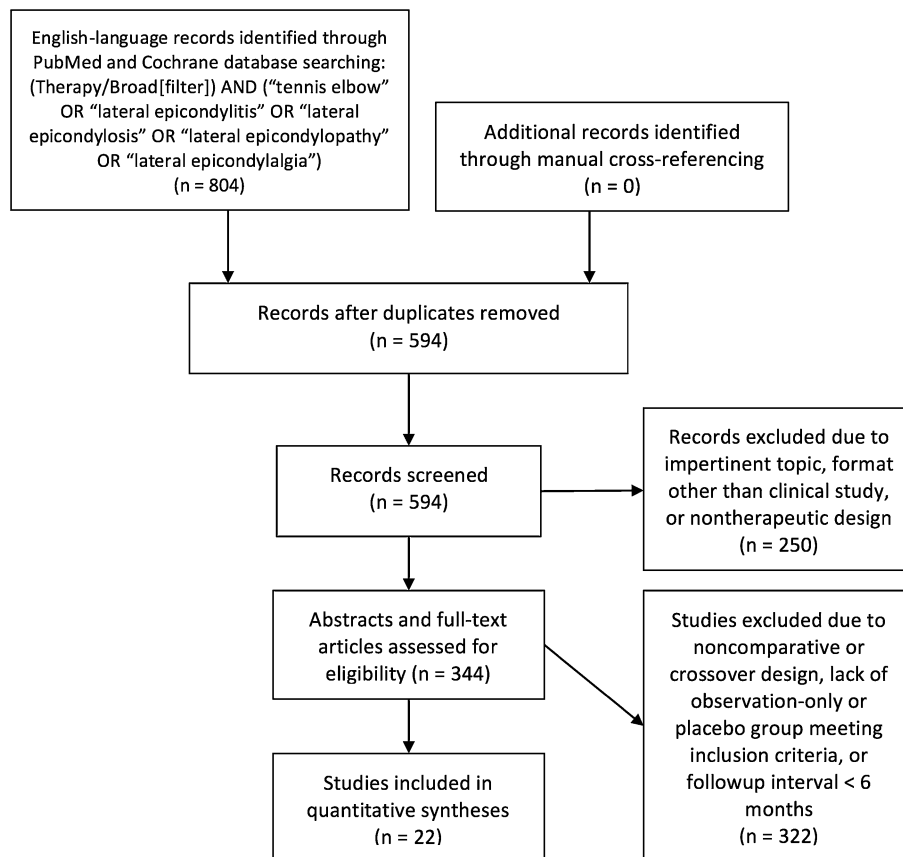 English-language records identified through
PubMed and Cochrane database searching:
(Therapy/Broad[filter]) AND (“tennis elbow”
OR “lateral epicondylitis” OR “lateral
epicondylosis” OR “lateral epicondylopathy”
OR “lateral epicondylalgia”)
(n = 804)
Additional records identified
through manual cross-referencing
(n = 0)
Records after duplicates removed
(n = 594)
Records screened
(n = 594)
Records excluded due to
impertinent topic, format
other than clinical study,
or nontherapeutic design
(n = 250)
Abstracts and full-text
articles assessed for
eligibility (n = 344)
Studies excluded due to
noncomparative or
crossover design, lack of
observation-only or
placebo group meeting
inclusion criteria, or
followup interval < 6
months
(n = 322)
Studies included in
quantitative syntheses
(n = 22)